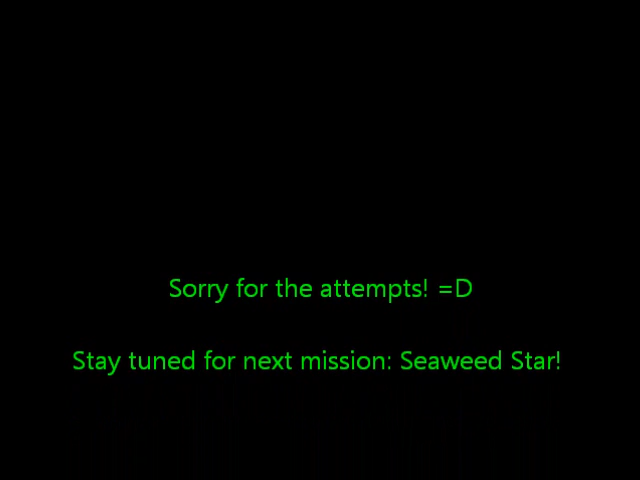 Sorry for the attempts! =D
Stay tuned for next mission: Seaweed Star!